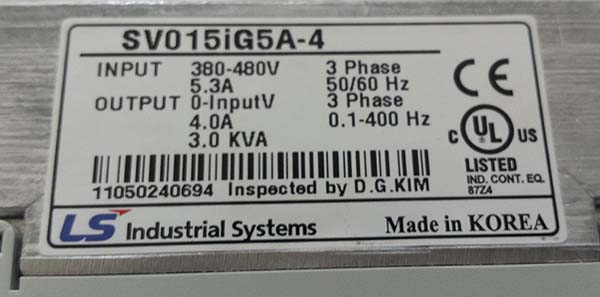 SV015iG5A-4
INPUT 380-480V 3 Phase
5.3A 50/60 Hz
OUTPUT 0-InputV 3 Phase
4.0A 0.1-400 Hz
3.0 KVA
CE
C UL US
LISTED
IND. CONT. EQ.
87Z4
11050240694 Inspected by D.G.KIM
LS Industrial Systems Made in KOREA